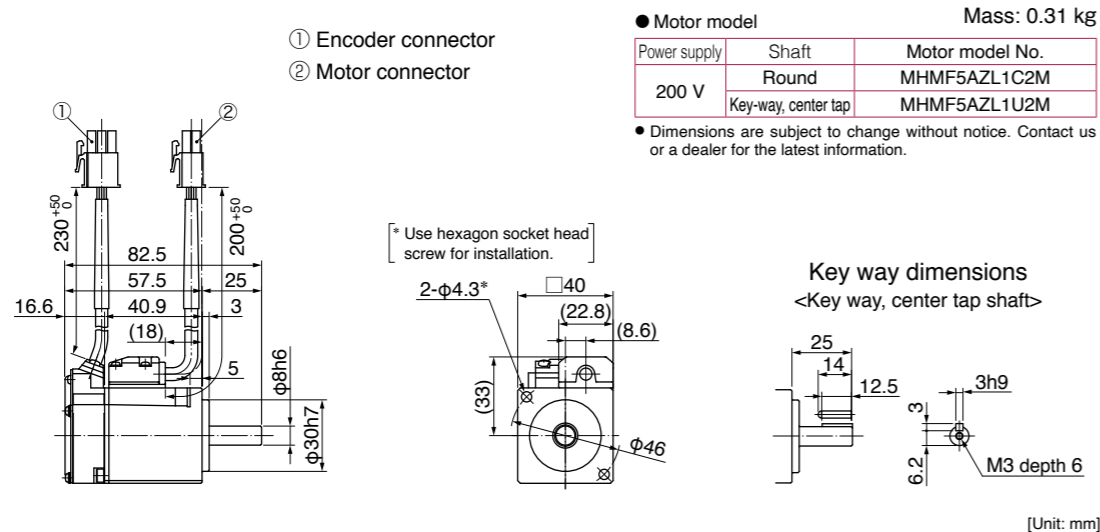 ① Encoder connector
② Motor connector
● Motor model
Mass: 0.31 kg
Power supply Shaft Motor model No.
200 V
Round MHMF5AZL1C2M
Key-way, center tap MHMF5AZL1U2M
● Dimensions are subject to change without notice. Contact us
or a dealer for the latest information.
① ②
230 +50 0
200 +50 0
82.5
57.5 25
16.6 40.9 3
(18)
5
φ8h6
φ30h7
* Use hexagon socket head
screw for installation.
2-φ4.3*
□40
(22.8)
(8.6)
(33)
φ46
Key way dimensions
<Key way, center tap shaft>
25
14
12.5
3h9
3
6.2
M3 depth 6
[Unit: mm]